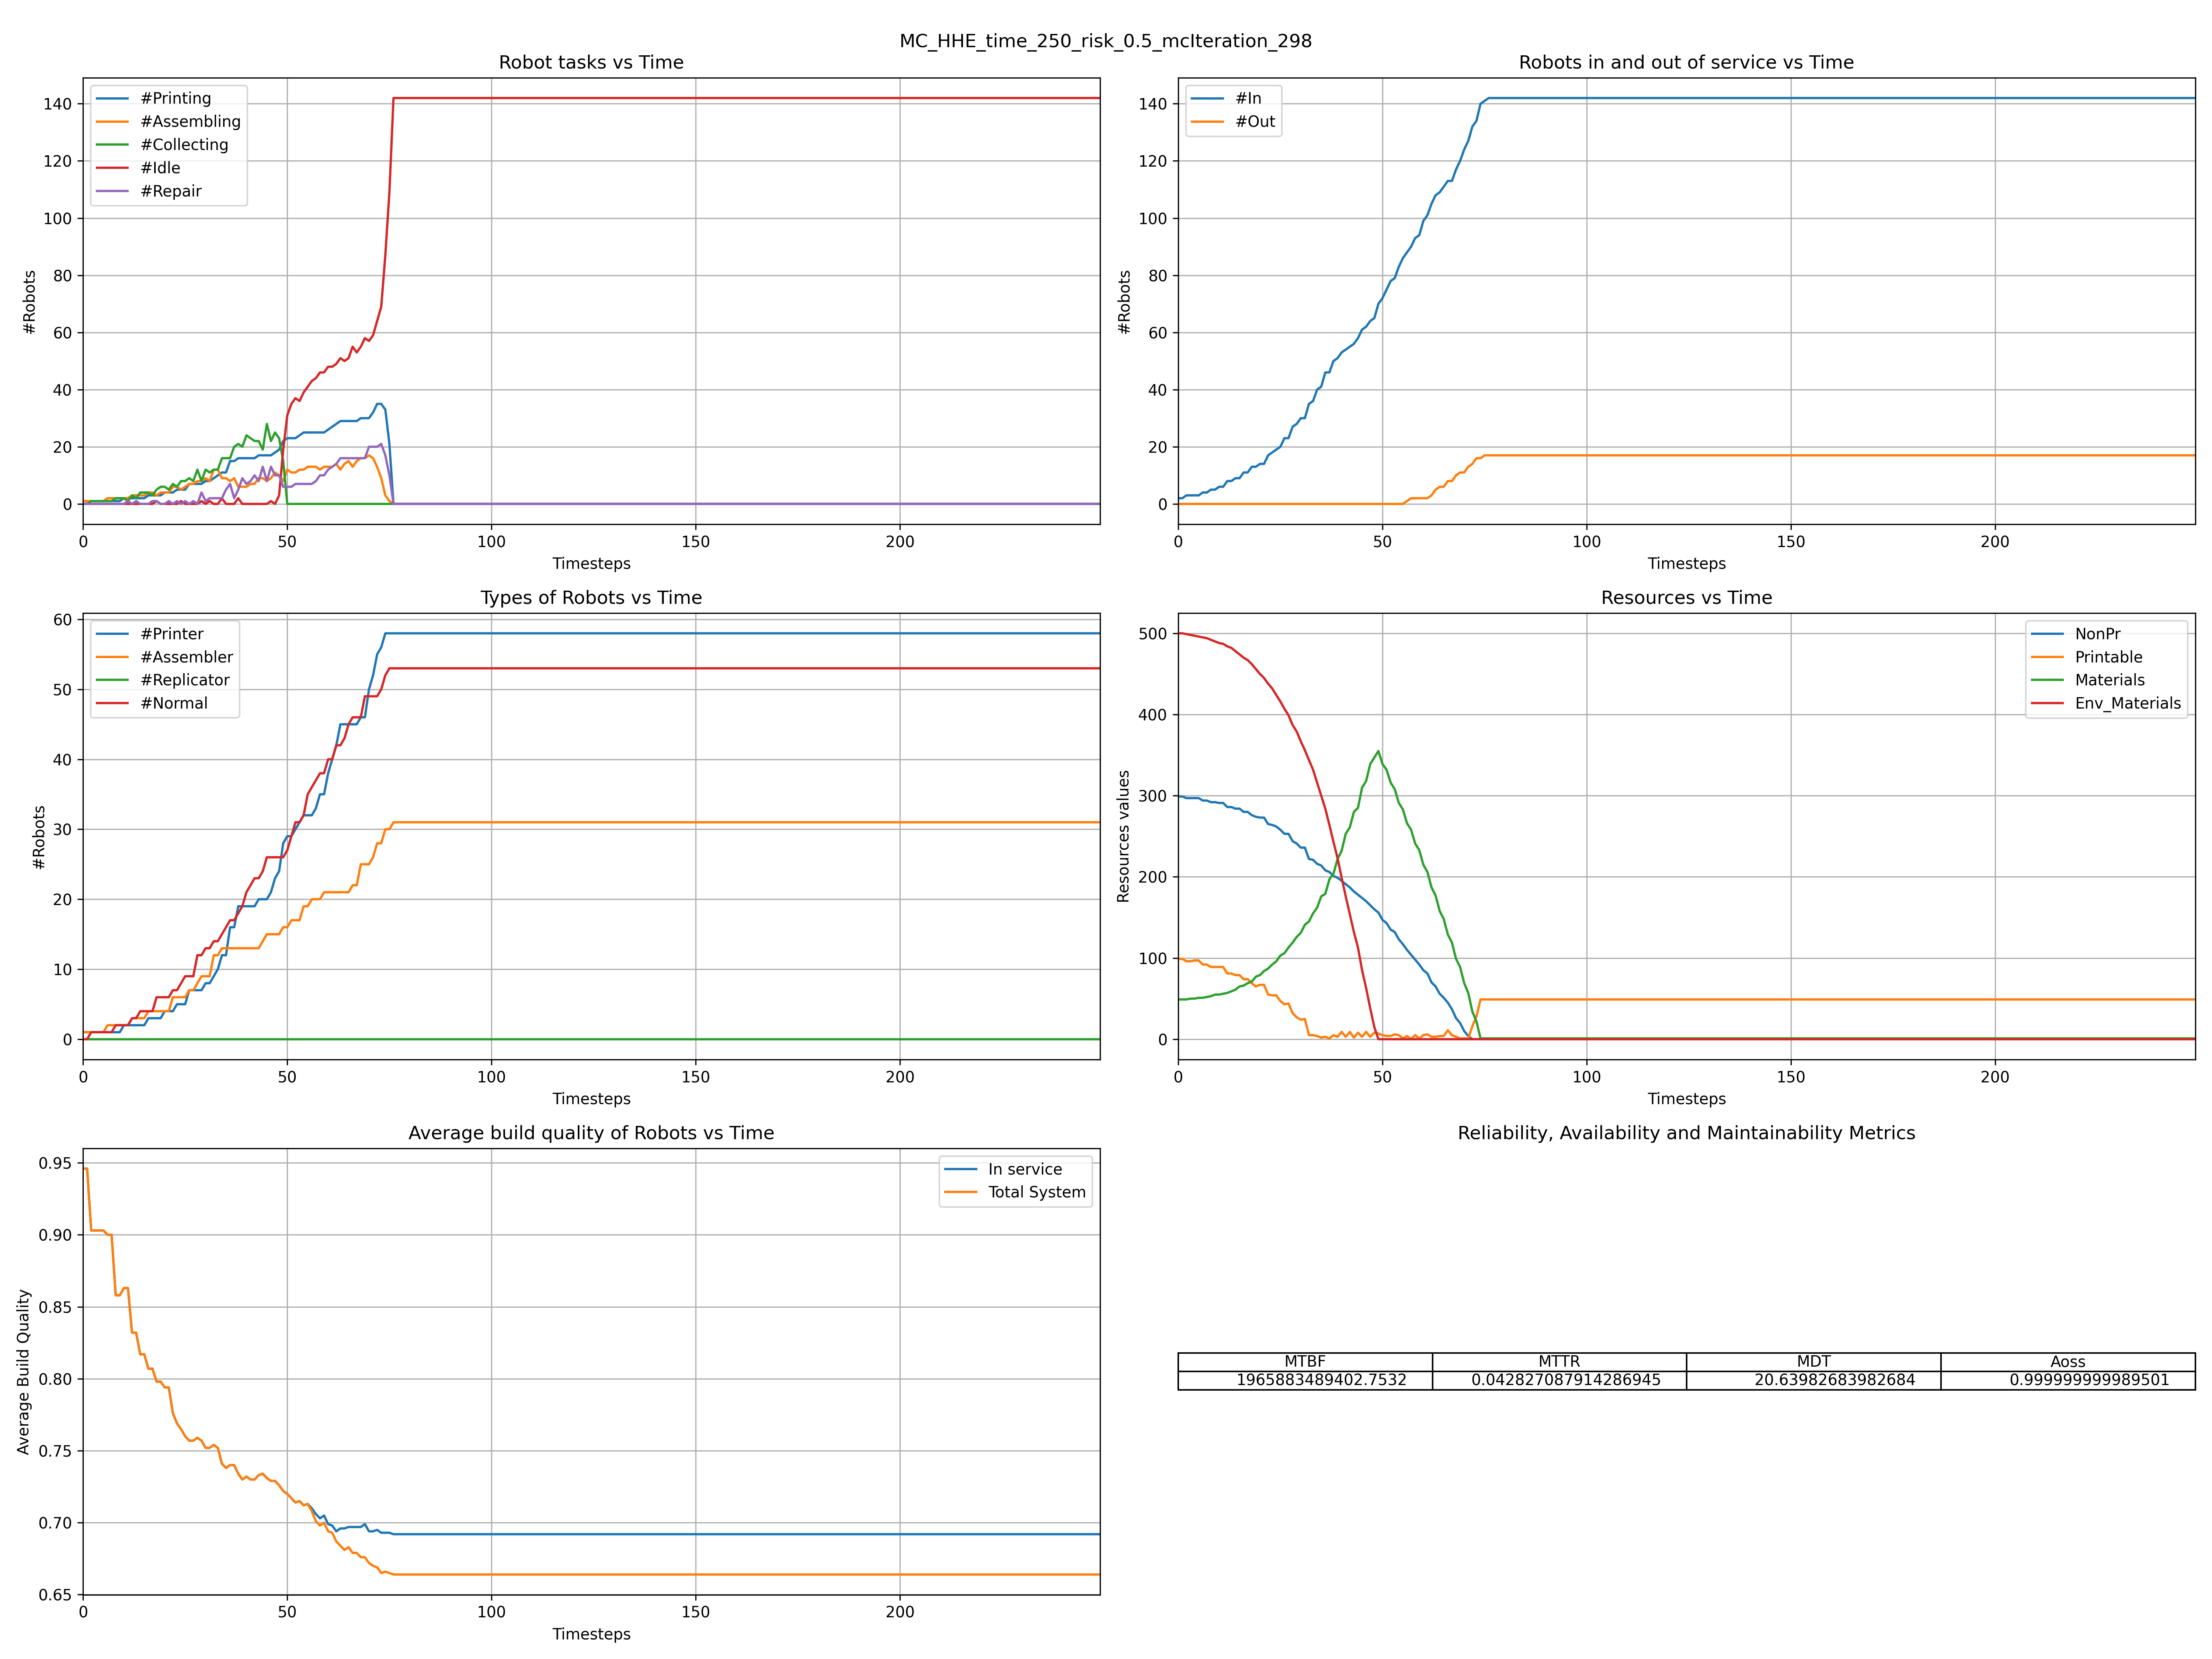 MC_HHE_time_250_risk_0.5_mcIteration_298
Robot tasks vs Time
#Robots
140
120
100
80
60
40
20
0
#Printing
#Assembling
#Collecting
#Idle
#Repair
0 50 100 150 200
Timesteps
Robots in and out of service vs Time
#Robots
140
120
100
80
60
40
20
0
#In
#Out
0 50 100 150 200
Timesteps
Types of Robots vs Time
#Robots
60
50
40
30
20
10
0
#Printer
#Assembler
#Replicator
#Normal
0 50 100 150 200
Timesteps
Resources vs Time
Resources values
500
400
300
200
100
0
NonPr
Printable
Materials
Env_Materials
0 50 100 150 200
Timesteps
Average build quality of Robots vs Time
Average Build Quality
0.95
0.90
0.85
0.80
0.75
0.70
0.65
In service
Total System
0 50 100 150 200
Timesteps
Reliability, Availability and Maintainability Metrics
MTBF MTTR MDT Aoss
1965883489402.7532 0.042827087914286945 20.63982683982684 0.999999999989501